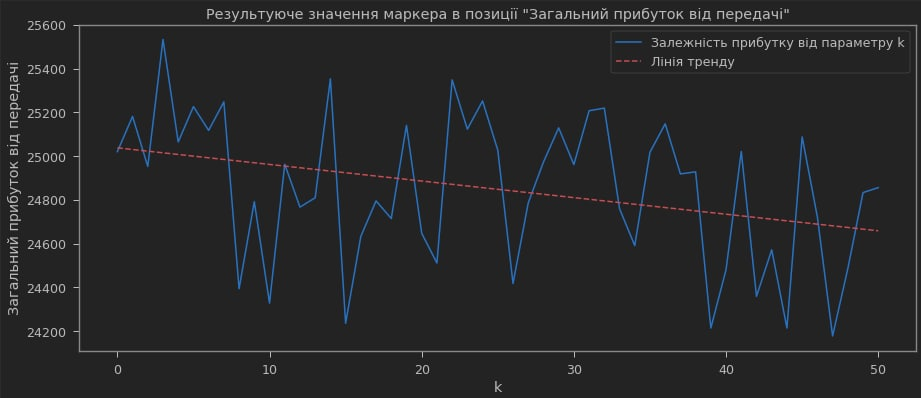 Результуюче значення маркера в позиції "Загальний прибуток від передачі"
Залежність прибутку від параметру k
Лінія тренду
Загальний прибуток від передачі
25600
25400
25200
25000
24800
24600
24400
24200
0 10 20 30 40 50
k